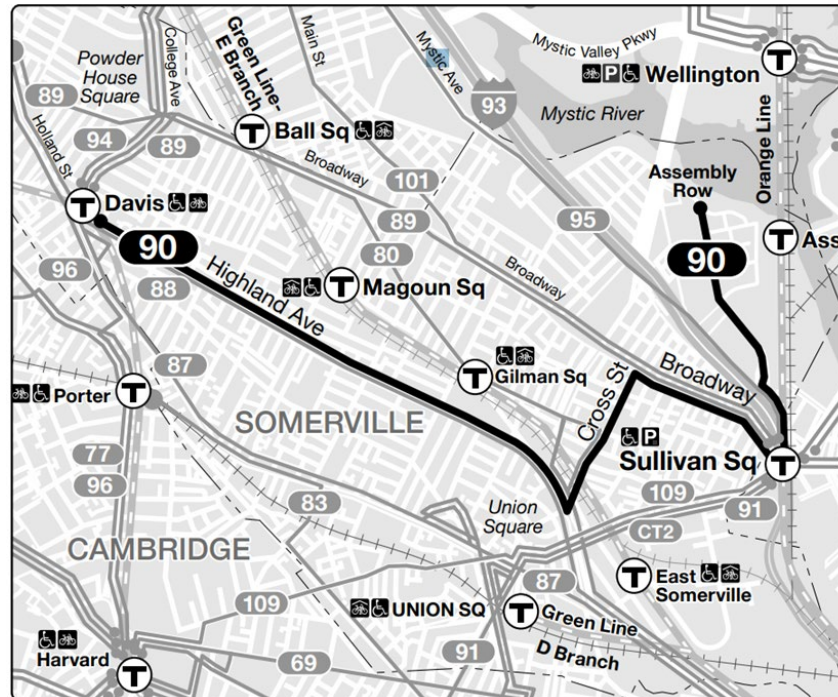 Powder
House
Square
College Ave
Green Line-
E Branch
Main St
Mystic Ave
Mystic Valley Pkwy
93
P
T
Wellington
Mystic River
Orange Line
89
Holland St
94
89
T
Ball Sq
Broadway
101
Assembly
Row
T
Davis
90
89
95
90
T
Ass
96
88
Highland Ave
80
T
Magoun Sq
Broadway
87
T
Porter
T
Gilman Sq
Cross St
Broadway
SOMERVILLE
P
Sullivan Sq
T
77
96
83
Union
Square
109
91
CT2
CAMBRIDGE
T
East
Somerville
87
109
UNION SQ
T
Green Line
D Branch
Harvard
T
69
91